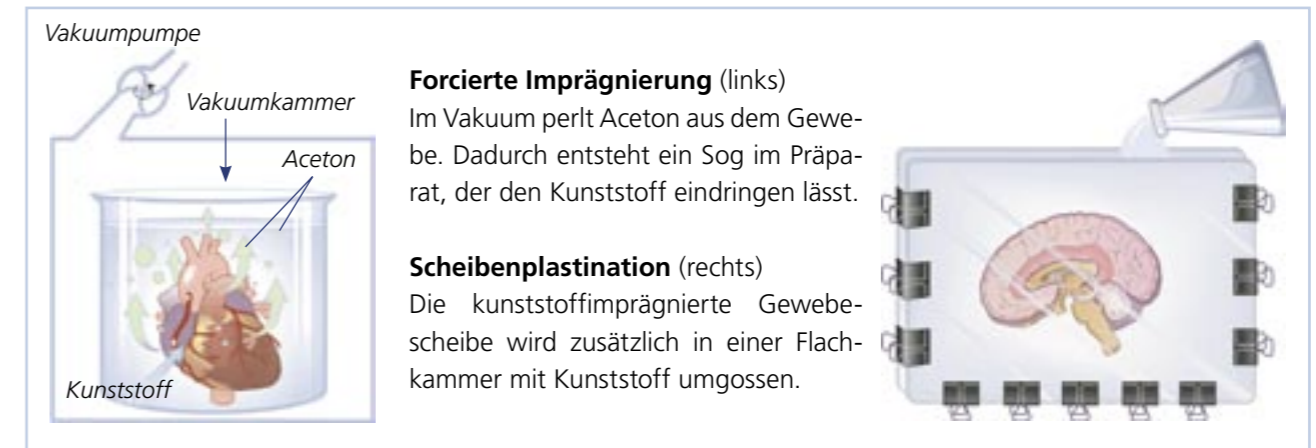 Vakuumpumpe
Vakuumkammer
Aceton
Kunststoff
Forcierte Imprägnierung (links)
Im Vakuum perlt Aceton aus dem Gewe-
be. Dadurch entsteht ein Sog im Präpa-
rat, der den Kunststoff eindringen lässt.
Scheibenplastination (rechts)
Die kunststoffimprägnierte Gewebe-
scheibe wird zusätzlich in einer Flach-
kammer mit Kunststoff umgossen.